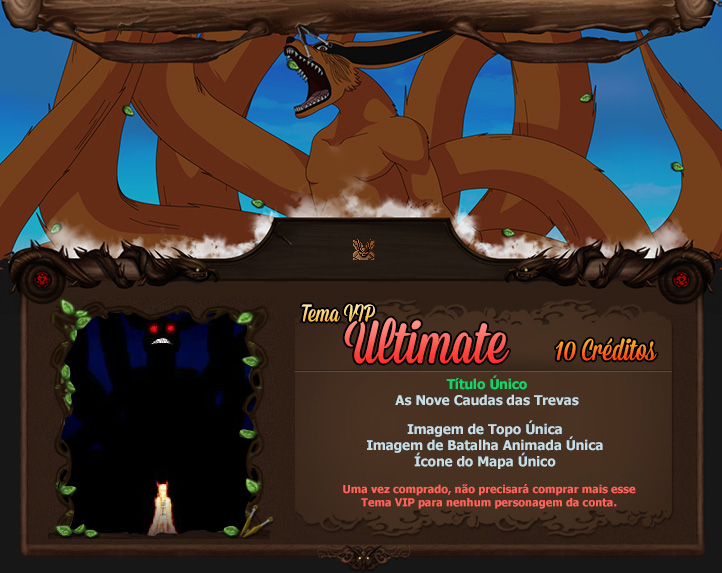 Tema VIP
Ultimate
10 Créditos
Título Único
As Nove Caudas das Trevas
Imagem de Topo Única
Imagem de Batalha Animada Única
Ícone do Mapa Único
Uma vez comprado, não precisará comprar mais esse
Tema VIP para nenhum personagem da conta.